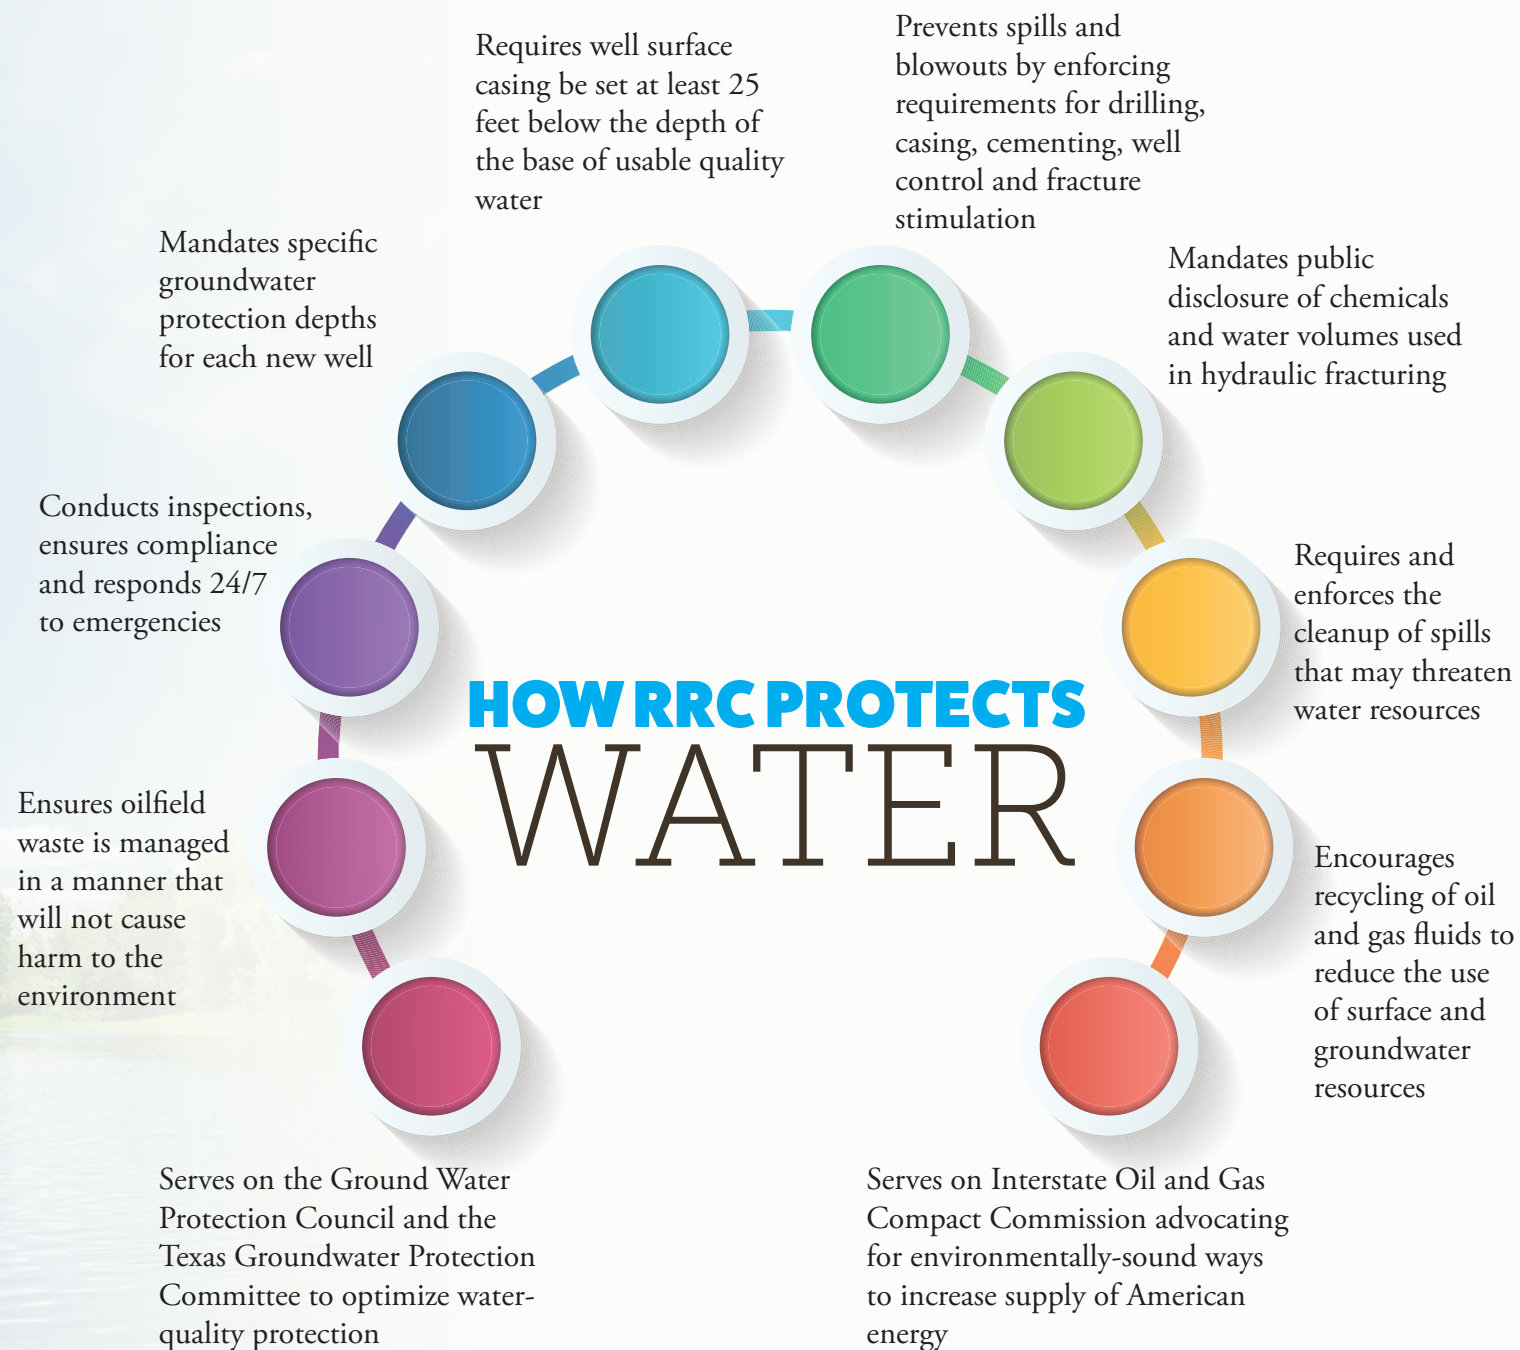 Requires well surface
casing be set at least 25
feet below the depth of
the base of usable quality
water
Prevents spills and
blowouts by enforcing
requirements for drilling,
casing, cementing, well
control and fracture
stimulation
Mandates specific
groundwater
protection depths
for each new well
Mandates public
disclosure of chemicals
and water volumes used
in hydraulic fracturing
Conducts inspections,
ensures compliance
and responds 24/7
to emergencies
Requires and
enforces the
cleanup of spills
that may threaten
water resources
HOW RRC PROTECTS
WATER
Ensures oilfield
waste is managed
in a manner that
will not cause
harm to the
environment
Encourages
recycling of oil
and gas fluids to
reduce the use
of surface and
groundwater
resources
Serves on the Ground Water
Protection Council and the
Texas Groundwater Protection
Committee to optimize water-
quality protection
Serves on Interstate Oil and Gas
Compact Commission advocating
for environmentally-sound ways
to increase supply of American
energy